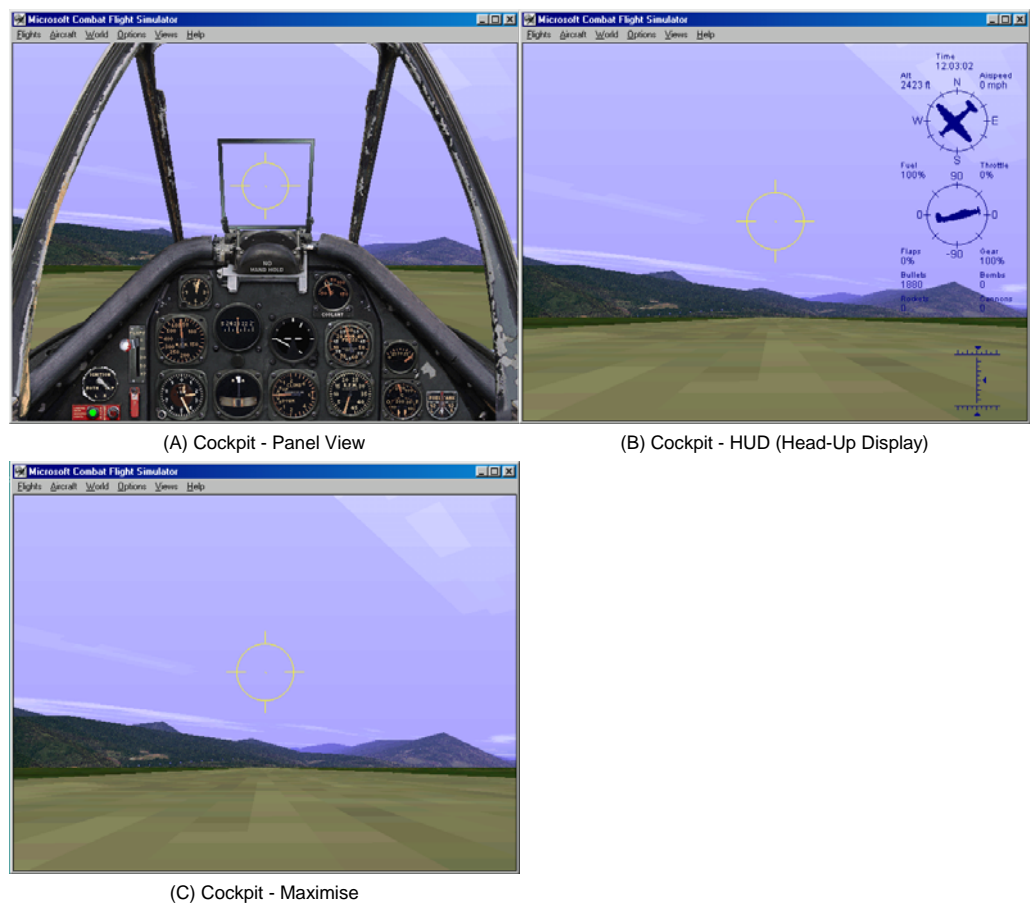 Microsoft Combat Flight Simulator
Flights Aircraft World Options Views Help
NO
HAND HOLD
COOLANT
(A) Cockpit - Panel View
Microsoft Combat Flight Simulator
Flights Aircraft World Options Views Help
Time
12:03:02
Alt
2423 ft
Airspeed
0 mph
N
W
E
S
Fuel
100%
Throttle
0%
90
0
0
-90
Flaps
0%
Gear
100%
Bullets
1880
Bombs
0
Rockets
0
Cannons
0
(B) Cockpit - HUD (Head-Up Display)
Microsoft Combat Flight Simulator
Flights Aircraft World Options Views Help
(C) Cockpit - Maximise